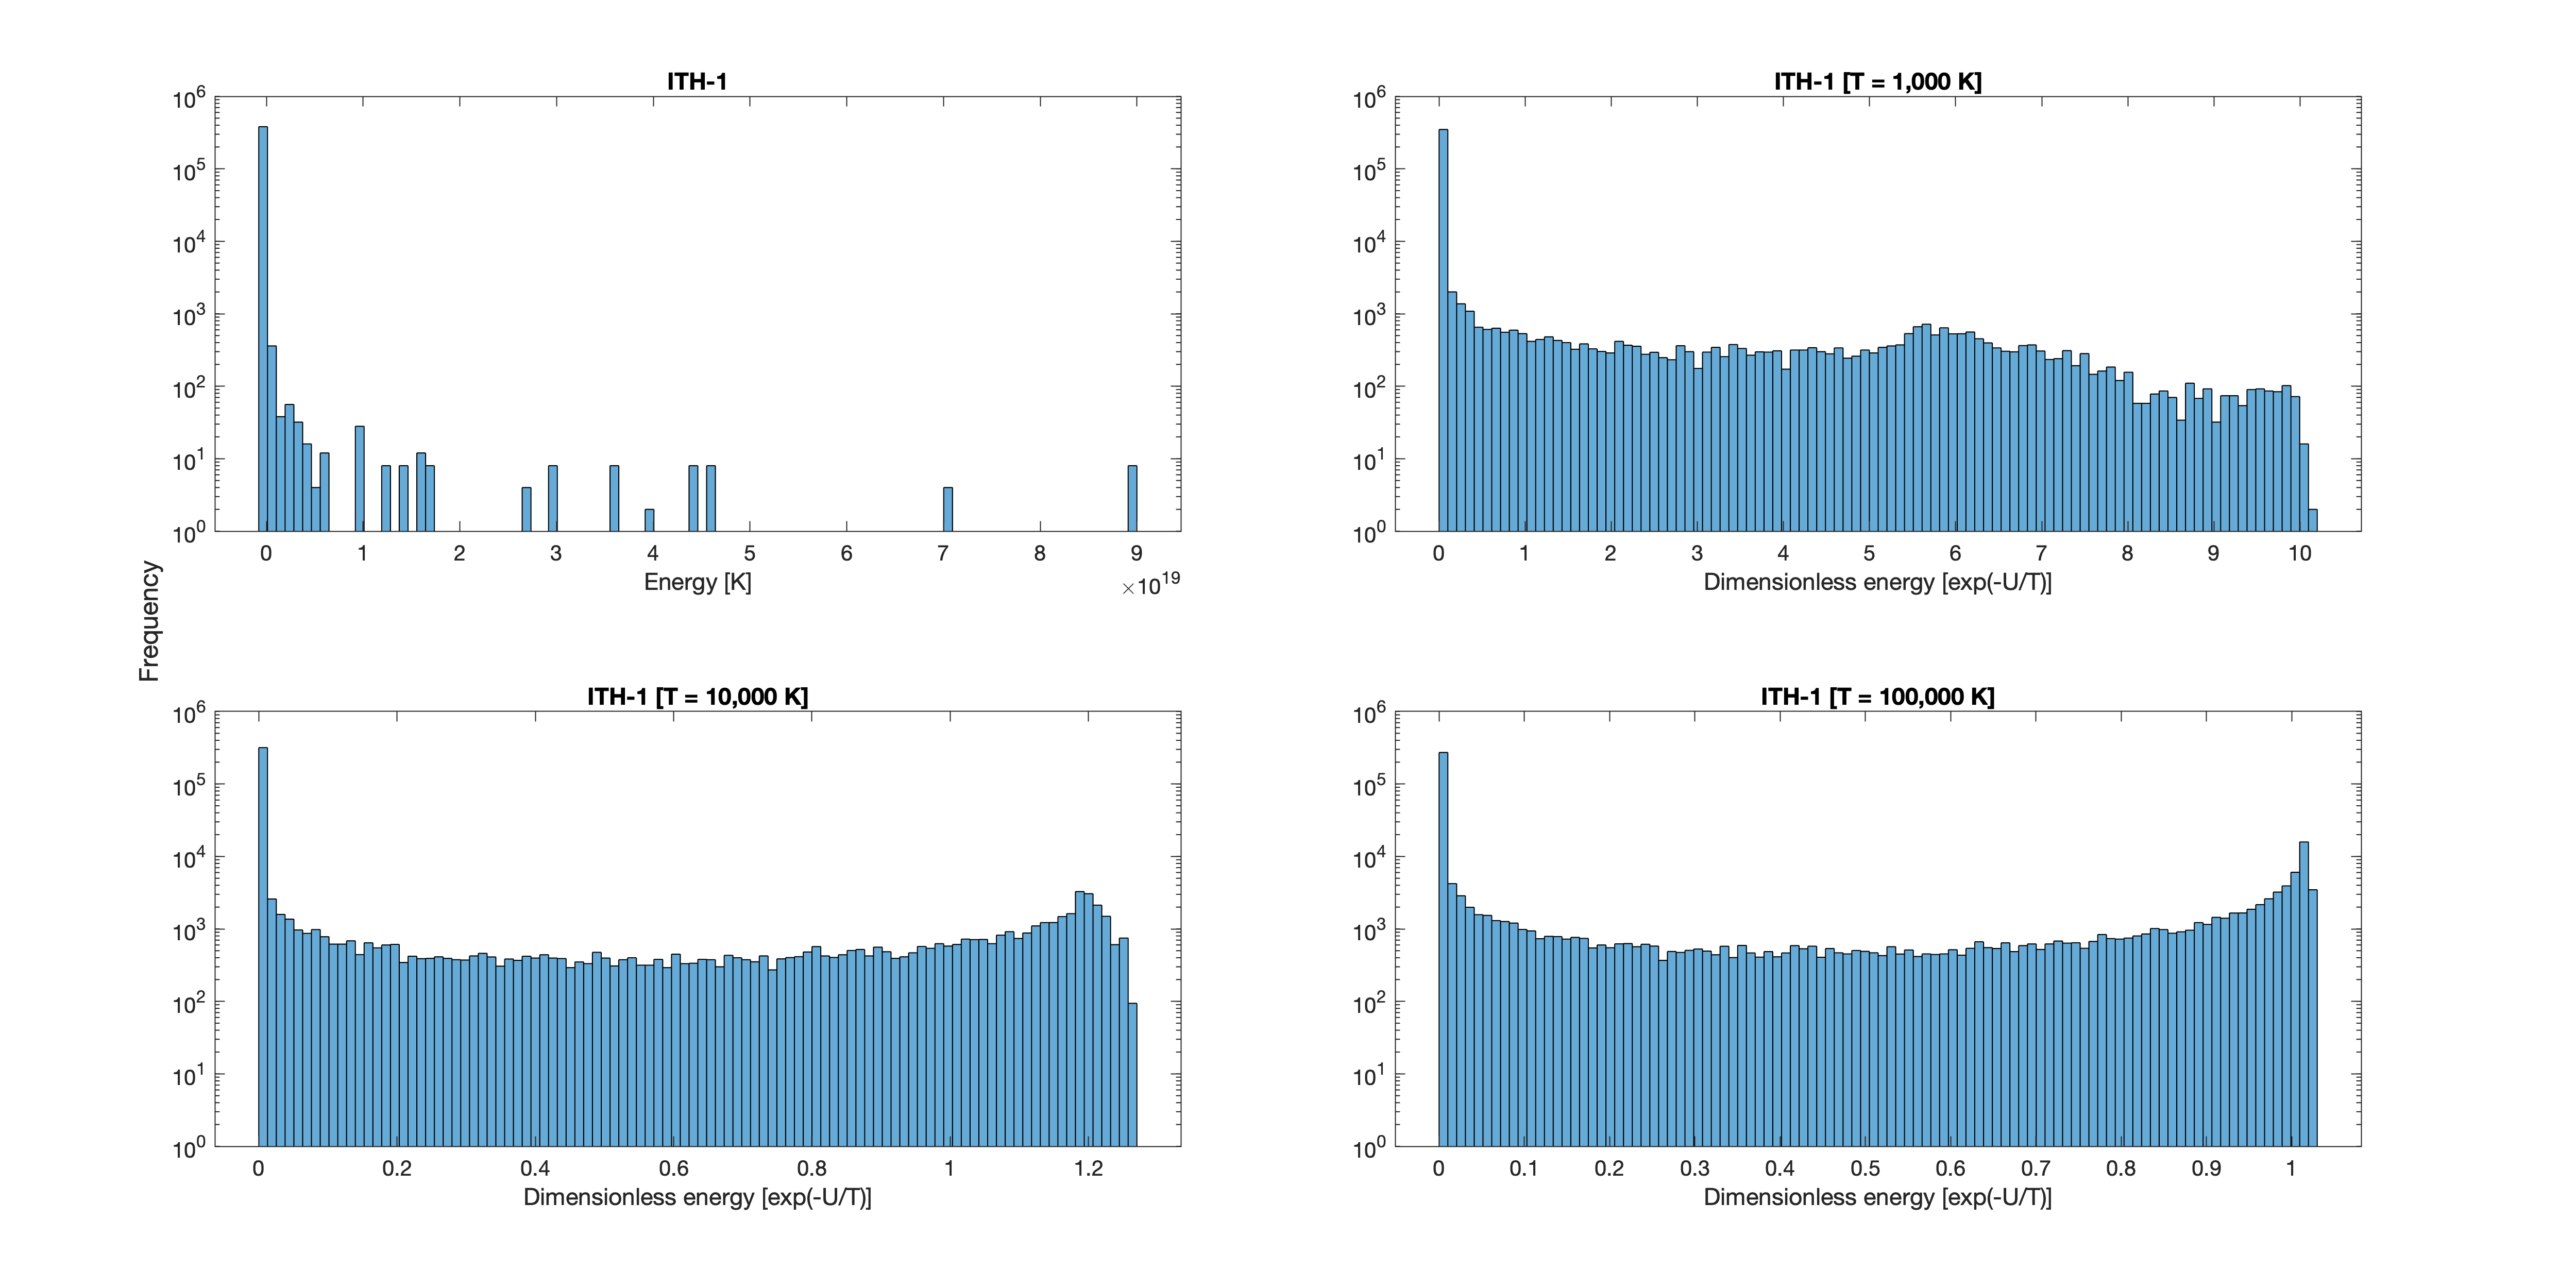 ITH-1
10^6
10^5
10^4
10^3
10^2
10^1
10^0
0 1 2 3 4 5 6 7 8 9
Energy [K]
×10^19
ITH-1 [T = 1,000 K]
10^6
10^5
10^4
10^3
10^2
10^1
10^0
0 1 2 3 4 5 6 7 8 9 10
Dimensionless energy [exp(-U/T)]
Frequency
ITH-1 [T = 10,000 K]
10^6
10^5
10^4
10^3
10^2
10^1
10^0
0 0.2 0.4 0.6 0.8 1 1.2
Dimensionless energy [exp(-U/T)]
ITH-1 [T = 100,000 K]
10^6
10^5
10^4
10^3
10^2
10^1
10^0
0 0.1 0.2 0.3 0.4 0.5 0.6 0.7 0.8 0.9 1
Dimensionless energy [exp(-U/T)]